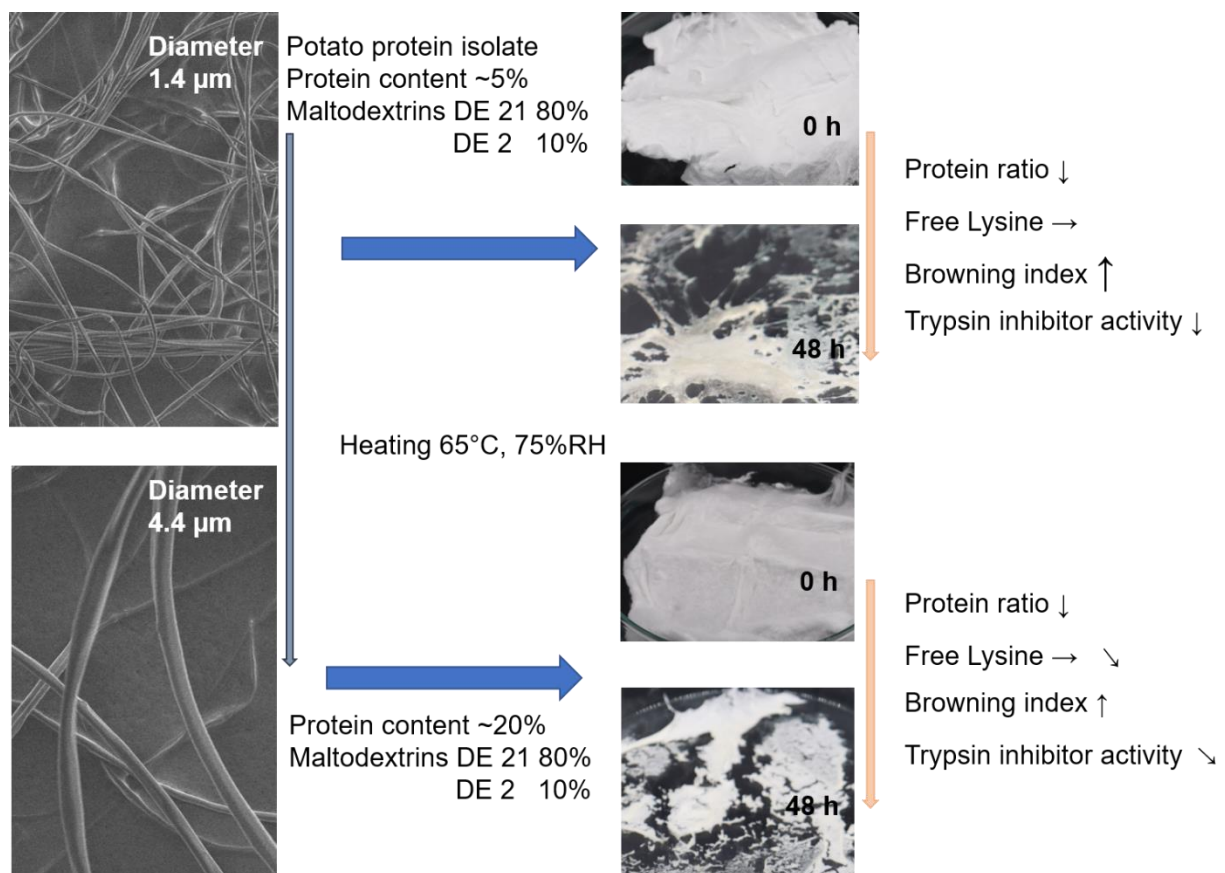 Diameter
1.4 µm
Potato protein isolate
Protein content ~5%
Maltodextrins DE 21 80%
DE 2 10%
0 h
48 h
Protein ratio ↓
Free Lysine →
Browning index ↑
Trypsin inhibitor activity ↓
Heating 65°C, 75%RH
Diameter
4.4 µm
Protein content ~20%
Maltodextrins DE 21 80%
DE 2 10%
0 h
48 h
Protein ratio ↓
Free Lysine → ↘
Browning index ↑
Trypsin inhibitor activity ↘